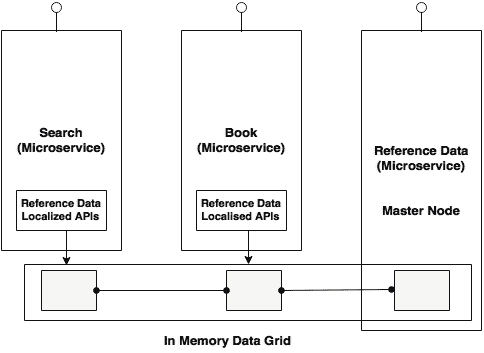 Search
(Microservice)
Reference Data
Localized APIs
Book
(Microservice)
Reference Data
Localised APIs
Reference Data
(Microservice)
Master Node
In Memory Data Grid